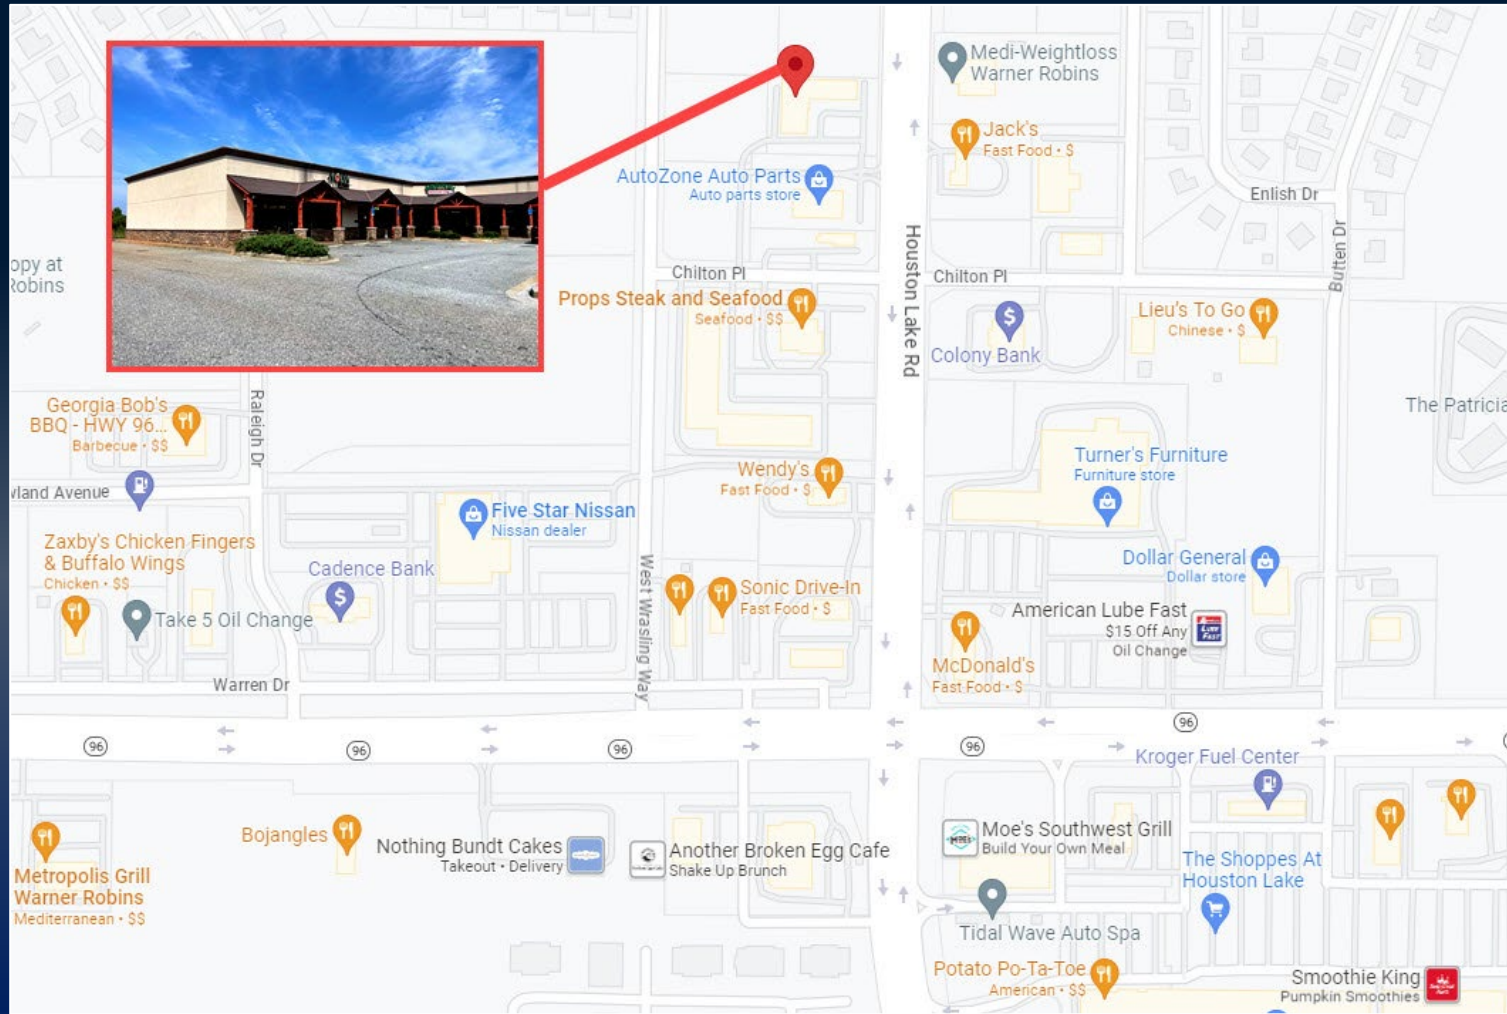 Medi-Weightloss
Warner Robins
Jack's
Fast Food · $
AutoZone Auto Parts
Auto parts store
Enlish Dr
Butten Dr
Houston Lake Rd
opy at
Robins
Chilton Pl
Chilton Pl
Props Steak and Seafood
Seafood · $$
Lieu's To Go
Chinese · $
Colony Bank
Georgia Bob's
BBQ - HWY 96...
Barbecue · $$
Raleigh Dr
The Patricia
Turner's Furniture
Furniture store
Wendy's
Fast Food · $
vland Avenue
Five Star Nissan
Nissan dealer
Zaxby's Chicken Fingers
& Buffalo Wings
Chicken · $$
Cadence Bank
West Wrasling Way
Dollar General
Dollar store
Sonic Drive-In
Fast Food · $
Take 5 Oil Change
American Lube Fast
$15 Off Any
Oil Change
LUBE
FAST
McDonald's
Fast Food · $
Warren Dr
96
96
96
96
96
Kroger Fuel Center
Bojangles
Nothing Bundt Cakes
Takeout · Delivery
Another Broken Egg Cafe
Shake Up Brunch
MOE'S
Moe's Southwest Grill
Build Your Own Meal
The Shoppes At
Houston Lake
Metropolis Grill
Warner Robins
Mediterranean · $$
Tidal Wave Auto Spa
Potato Po-Ta-Toe
American · $$
Smoothie King
Pumpkin Smoothies